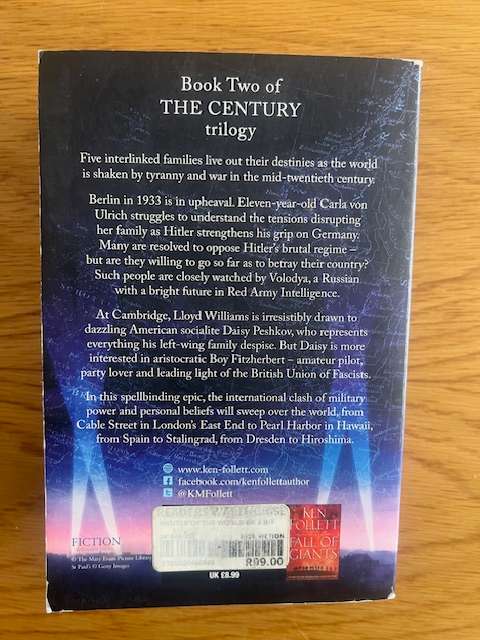 Book Two of
THE CENTURY
trilogy
Five interlinked families live out their destinies as the world
is shaken by tyranny and war in the mid-twentieth century.
Berlin in 1933 is in upheaval. Eleven-year-old Carla von
Ulrich struggles to understand the tensions disrupting
her family as Hitler strengthens his grip on Germany.
Many are resolved to oppose Hitler's brutal regime –
but are they willing to go so far as to betray their country?
Such people are closely watched by Volodya, a Russian
with a bright future in Red Army Intelligence.
At Cambridge, Lloyd Williams is irresistibly drawn to
dazzling American socialite Daisy Peshkov, who represents
everything his left-wing family despise. But Daisy is more
interested in aristocratic Boy Fitzherbert – amateur pilot,
party lover and leading light of the British Union of Fascists.
In this spellbinding epic, the international clash of military
power and personal beliefs will sweep over the world, from
Cable Street in London's East End to Pearl Harbor in Hawaii,
from Spain to Stalingrad, from Dresden to Hiroshima.
www.ken-follett.com
facebook.com/kenfollettauthor
@KMFollett
FICTION
© The Mary Evans Picture Library
St Paul's © Getty Images
FICTION
R99.00
UK £8.99
KEN
FOLLETT
FALL OF
GIANTS